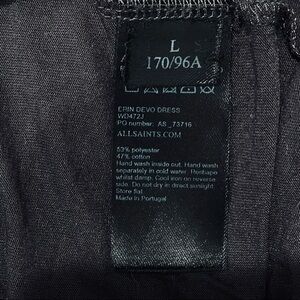 L
170/96A
ERIN DEVO DRESS
WD472J
PO number: AS_73716
ALLSAINTS.COM
53% polyester
47% cotton
Hand wash inside out. Hand wash
separately in cold water. Reshape
whilst damp. Cool iron on reverse
side. Do not dry in direct sunlight.
Store flat.
Made in Portugal